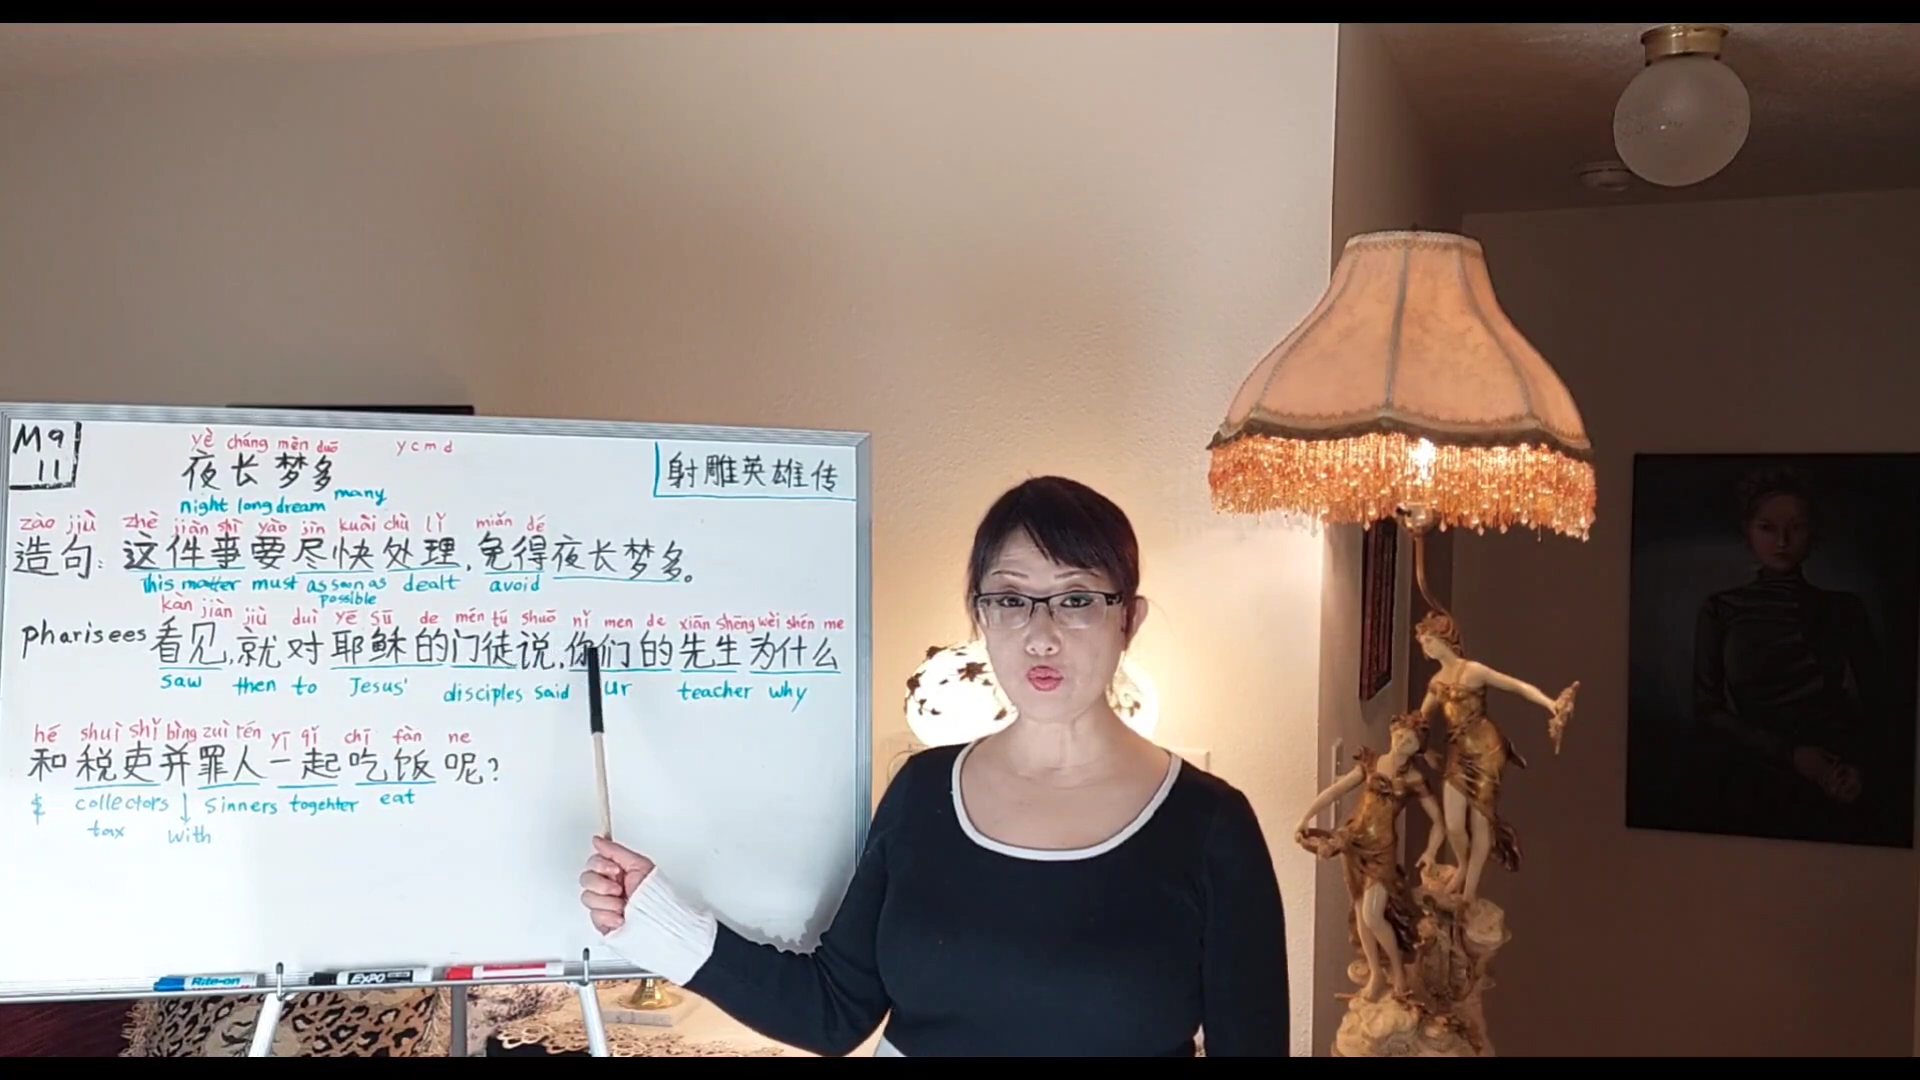 M9
11
yè cháng mèng duō
y c m d
夜长梦多
night long dream many
射雕英雄传
zào jù zhè jiàn shì yào jǐn kuài chù lǐ miǎn dé
造句: 这件事要尽快处理,免得夜长梦多。
This matter must as soon as possible dealt avoid
kàn jiàn jiù duì yē sū de mén tú shuō nǐ men de xiān shēng wèi shén me
pharisees 看见,就对耶稣的门徒说,你们的先生为什么
saw then to Jesus' disciples said ur teacher why
hé shuì shǐ bìng zuì rén yī qǐ chī fàn ne
和税吏并罪人一起吃饭呢?
& collectors ↓ sinners togehter eat
tax with
Rite-on
EXPO